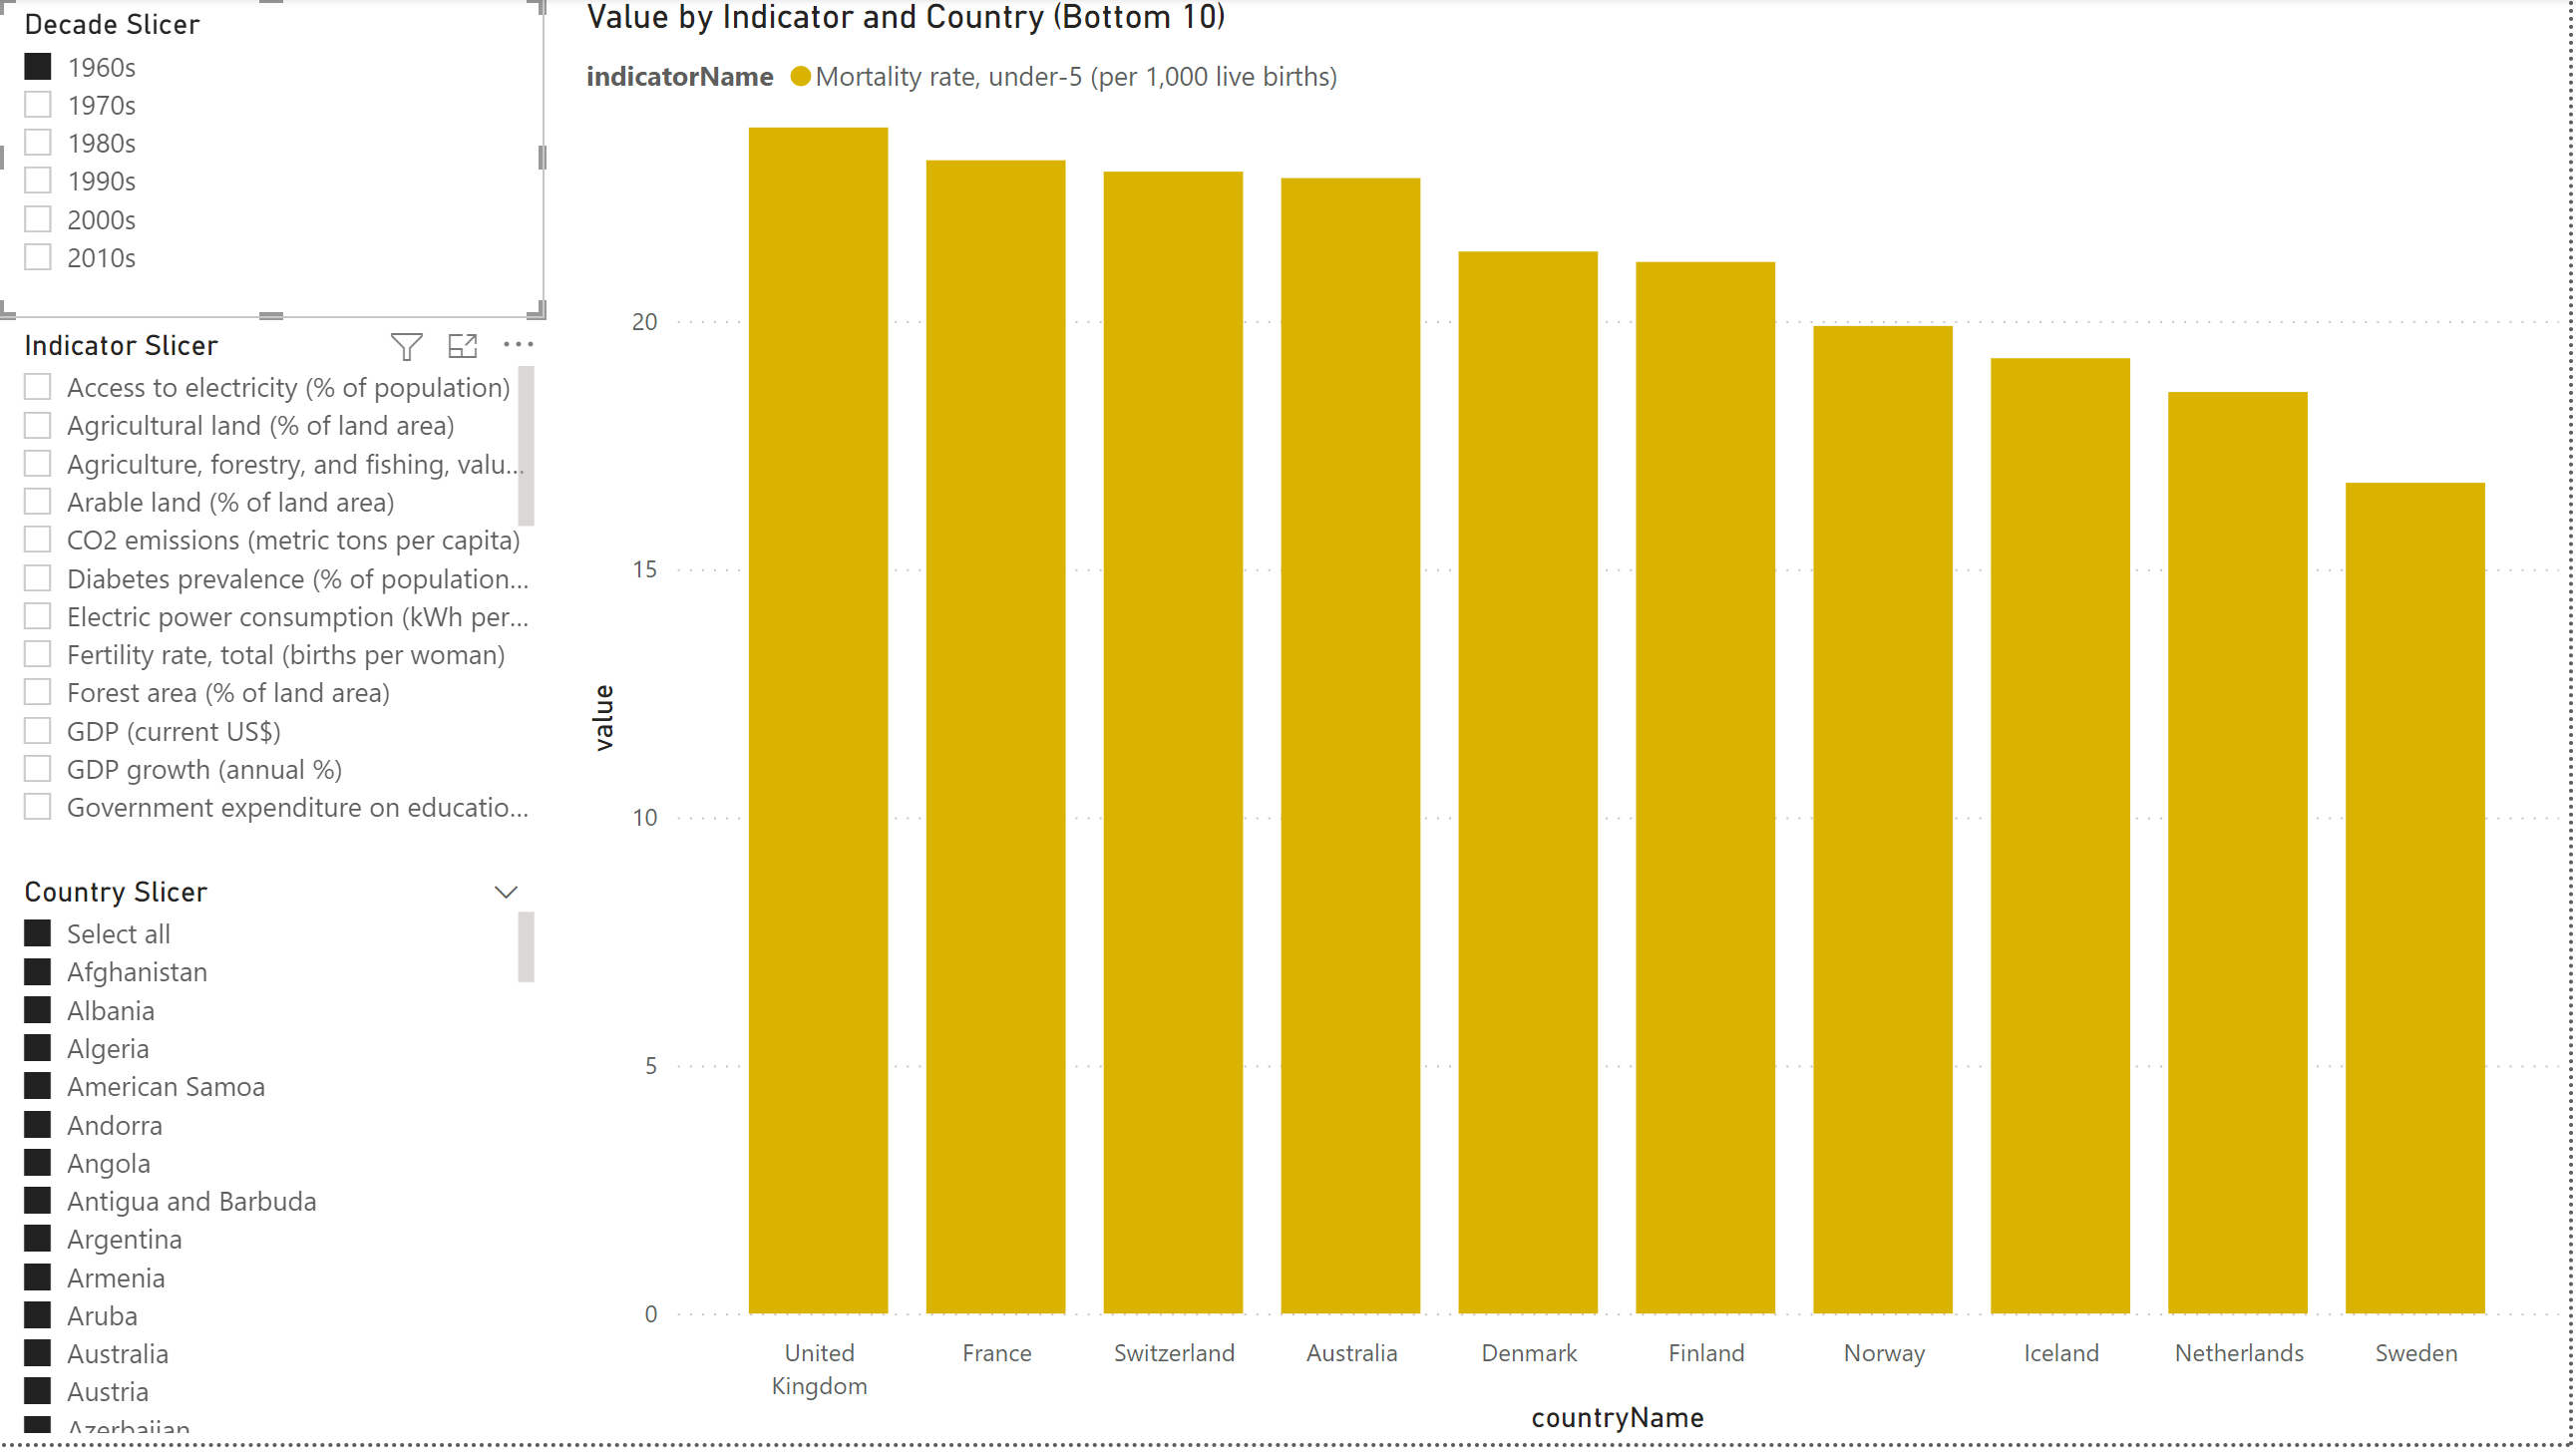 Decade Slicer
1960s
1970s
1980s
1990s
2000s
2010s
Indicator Slicer
Access to electricity (% of population)
Agricultural land (% of land area)
Agriculture, forestry, and fishing, valu...
Arable land (% of land area)
CO2 emissions (metric tons per capita)
Diabetes prevalence (% of population...
Electric power consumption (kWh per...
Fertility rate, total (births per woman)
Forest area (% of land area)
GDP (current US$)
GDP growth (annual %)
Government expenditure on educatio...
Country Slicer
Select all
Afghanistan
Albania
Algeria
American Samoa
Andorra
Angola
Antigua and Barbuda
Argentina
Armenia
Aruba
Australia
Austria
Azerbaijan
Value by Indicator and Country (Bottom 10)
indicatorName Mortality rate, under-5 (per 1,000 live births)
value
20
15
10
5
0
United Kingdom
France
Switzerland
Australia
Denmark
Finland
Norway
Iceland
Netherlands
Sweden
countryName